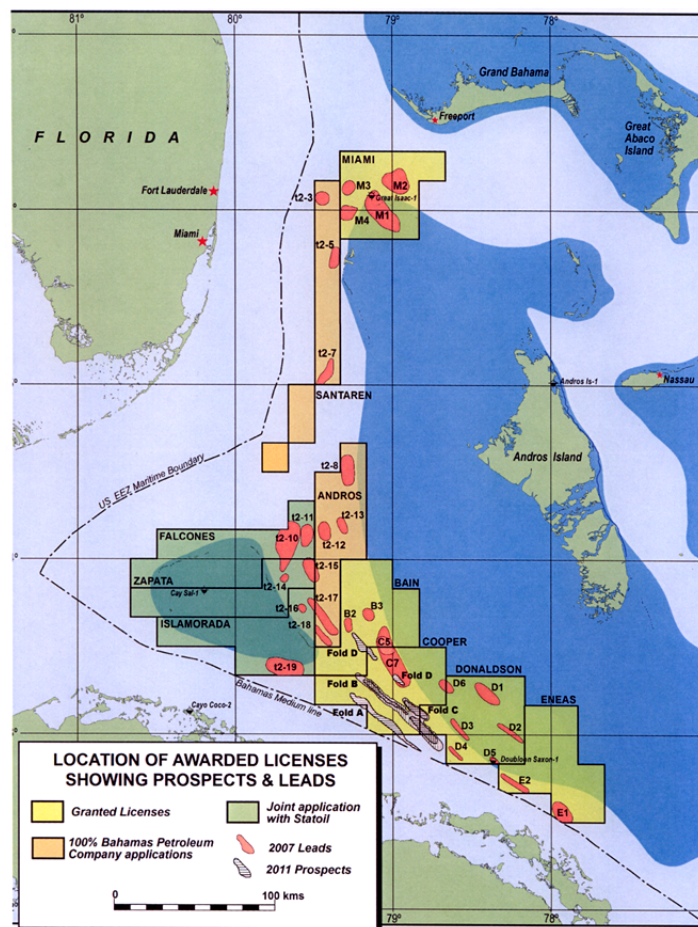 81°
80°
79°
78°
Grand Bahama
Freeport
Great
Abaco
Island
FLORIDA
MIAMI
Fort Lauderdale
t2-3
M3
M2
Great Isaac-1
M4
M1
Miami
t2-5
t2-7
SANTAREN
Andros Is-1
Nassau
US EEZ Maritime Boundary
Andros Island
t2-8
ANDROS
t2-11
t2-13
FALCONES
t2-10
t2-12
t2-15
ZAPATA
BAIN
t2-14
Cay Sal-1
t2-17
t2-16
B2
B3
ISLAMORADA
t2-18
C5
COOPER
Fold D
C7
t2-19
Fold D
DONALDSON
Fold B
D6
D1
Bahamas Medium line
ENEAS
Cayo Coco-2
Fold A
Fold C
D3
D2
D4
D5
Doubloon Saxon-1
E2
E1
LOCATION OF AWARDED LICENSES
SHOWING PROSPECTS & LEADS
Granted Licenses
Joint application
with Statoil
100% Bahamas Petroleum
Company applications
2007 Leads
2011 Prospects
0 100 kms
79°
78°